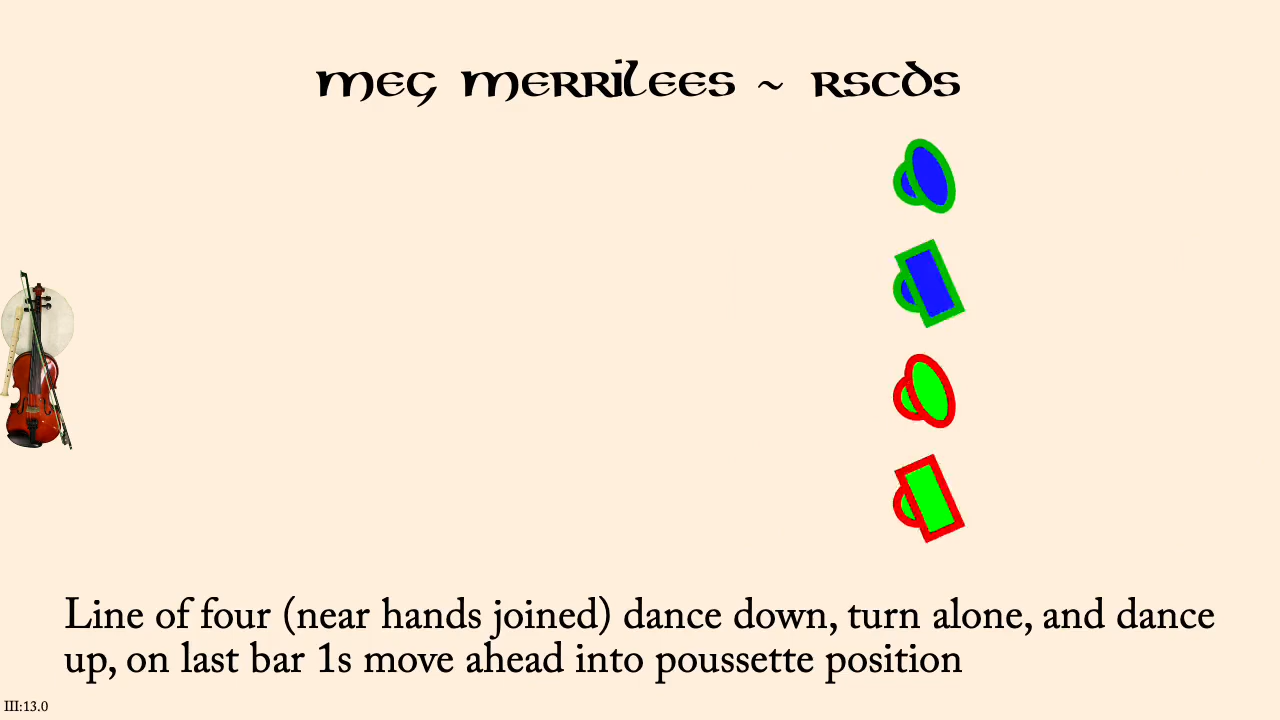 Meg Merrilees ~ RSCDS
Line of four (near hands joined) dance down, turn alone, and dance
up, on last bar 1s move ahead into poussette position
III:13.0